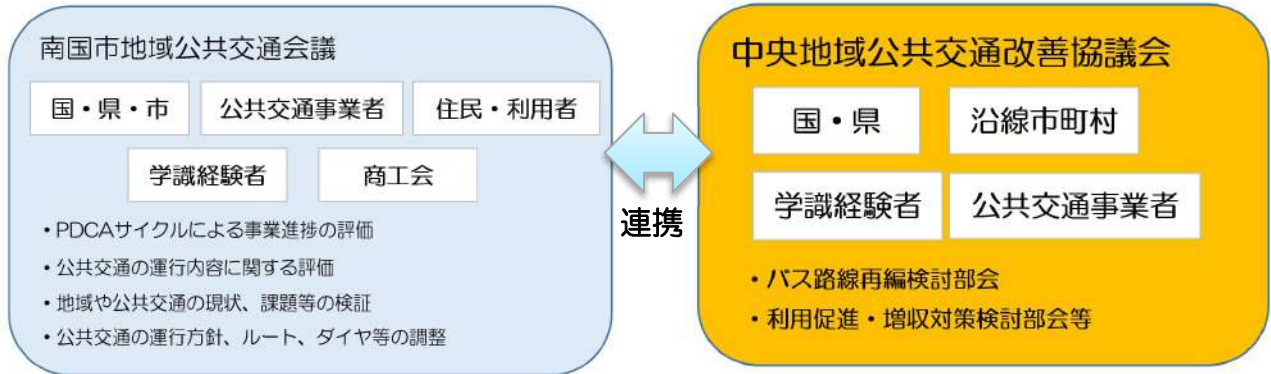 南国市地域公共交通会議
国・県・市
公共交通事業者
住民・利用者
学識経験者
商工会
・PDCAサイクルによる事業進捗の評価
・公共交通の運行内容に関する評価
・地域や公共交通の現状、課題等の検証
・公共交通の運行方針、ルート、ダイヤ等の調整
連携
中央地域公共交通改善協議会
国・県
沿線市町村
学識経験者
公共交通事業者
・バス路線再編検討部会
・利用促進・増収対策検討部会等